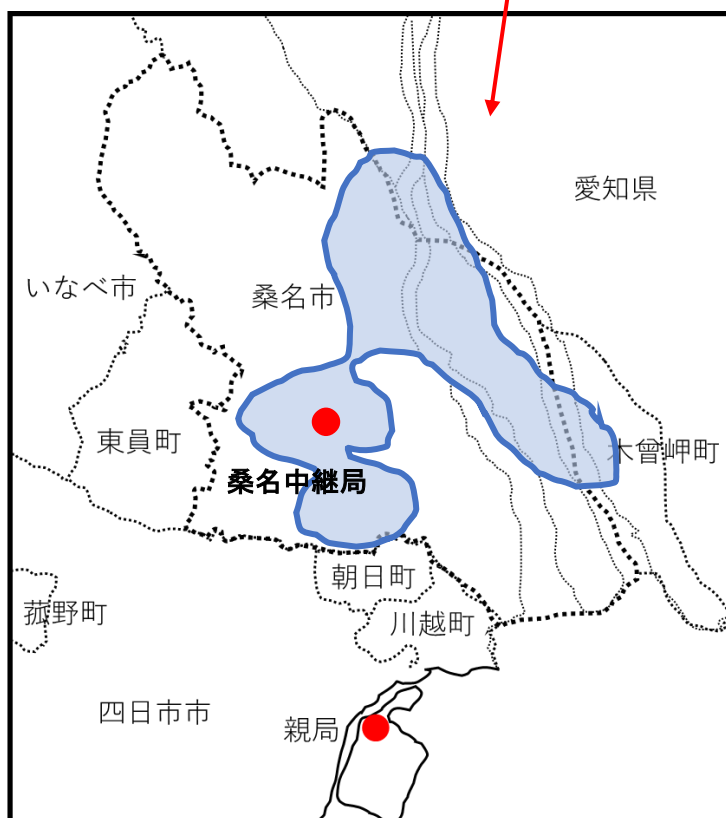 愛知県
いなべ市
桑名市
東員町
木曾岬町
桑名中継局
朝日町
菰野町
川越町
四日市市
親局